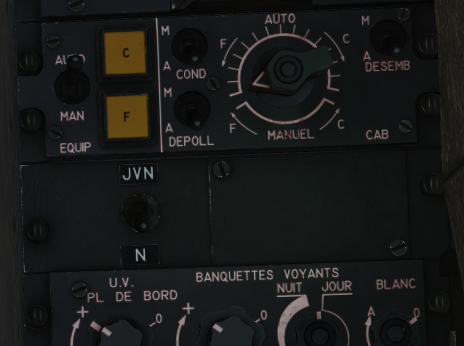 AUTO
C
F
MAN
EQUIP
M
A
COND
M
A
DEPOLL
AUTO
F
C
F
C
MANUEL
M
A
DESEMB
CAB
JVN
N
U.V.
PL DE BORD
+
0
BANQUETTES VOYANTS
+
0
NUIT
JOUR
BLANC
A
0